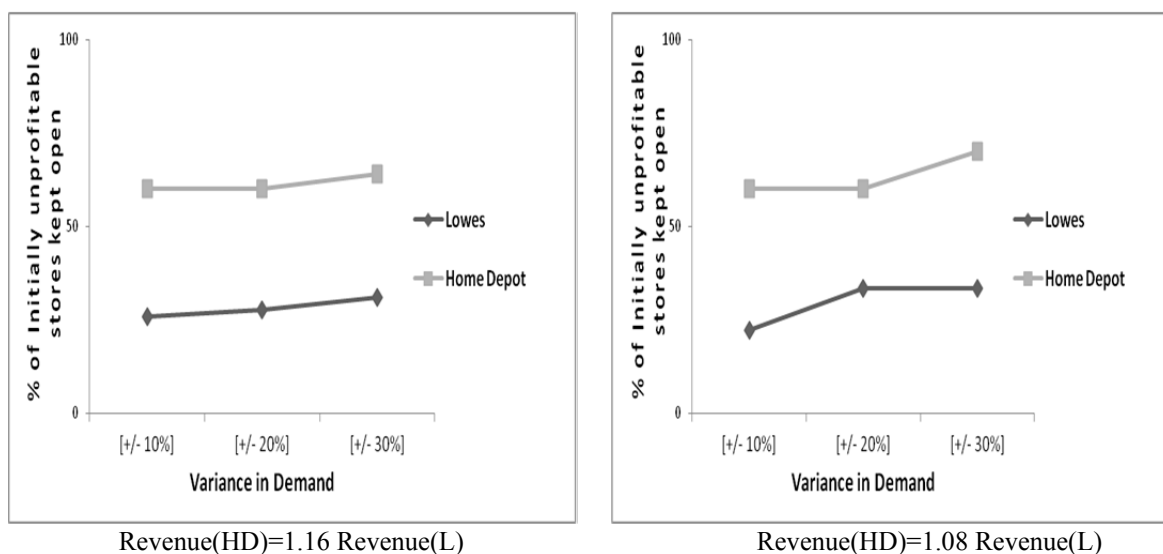 100
50
0
% of Initially unprofitable
stores kept open
Lowes
Home Depot
[+/- 10%] [+/- 20%] [+/- 30%]
Variance in Demand
Revenue(HD)=1.16 Revenue(L)
100
50
0
% of Initially unprofitable
stores kept open
Lowes
Home Depot
[+/- 10%] [+/- 20%] [+/- 30%]
Variance in Demand
Revenue(HD)=1.08 Revenue(L)